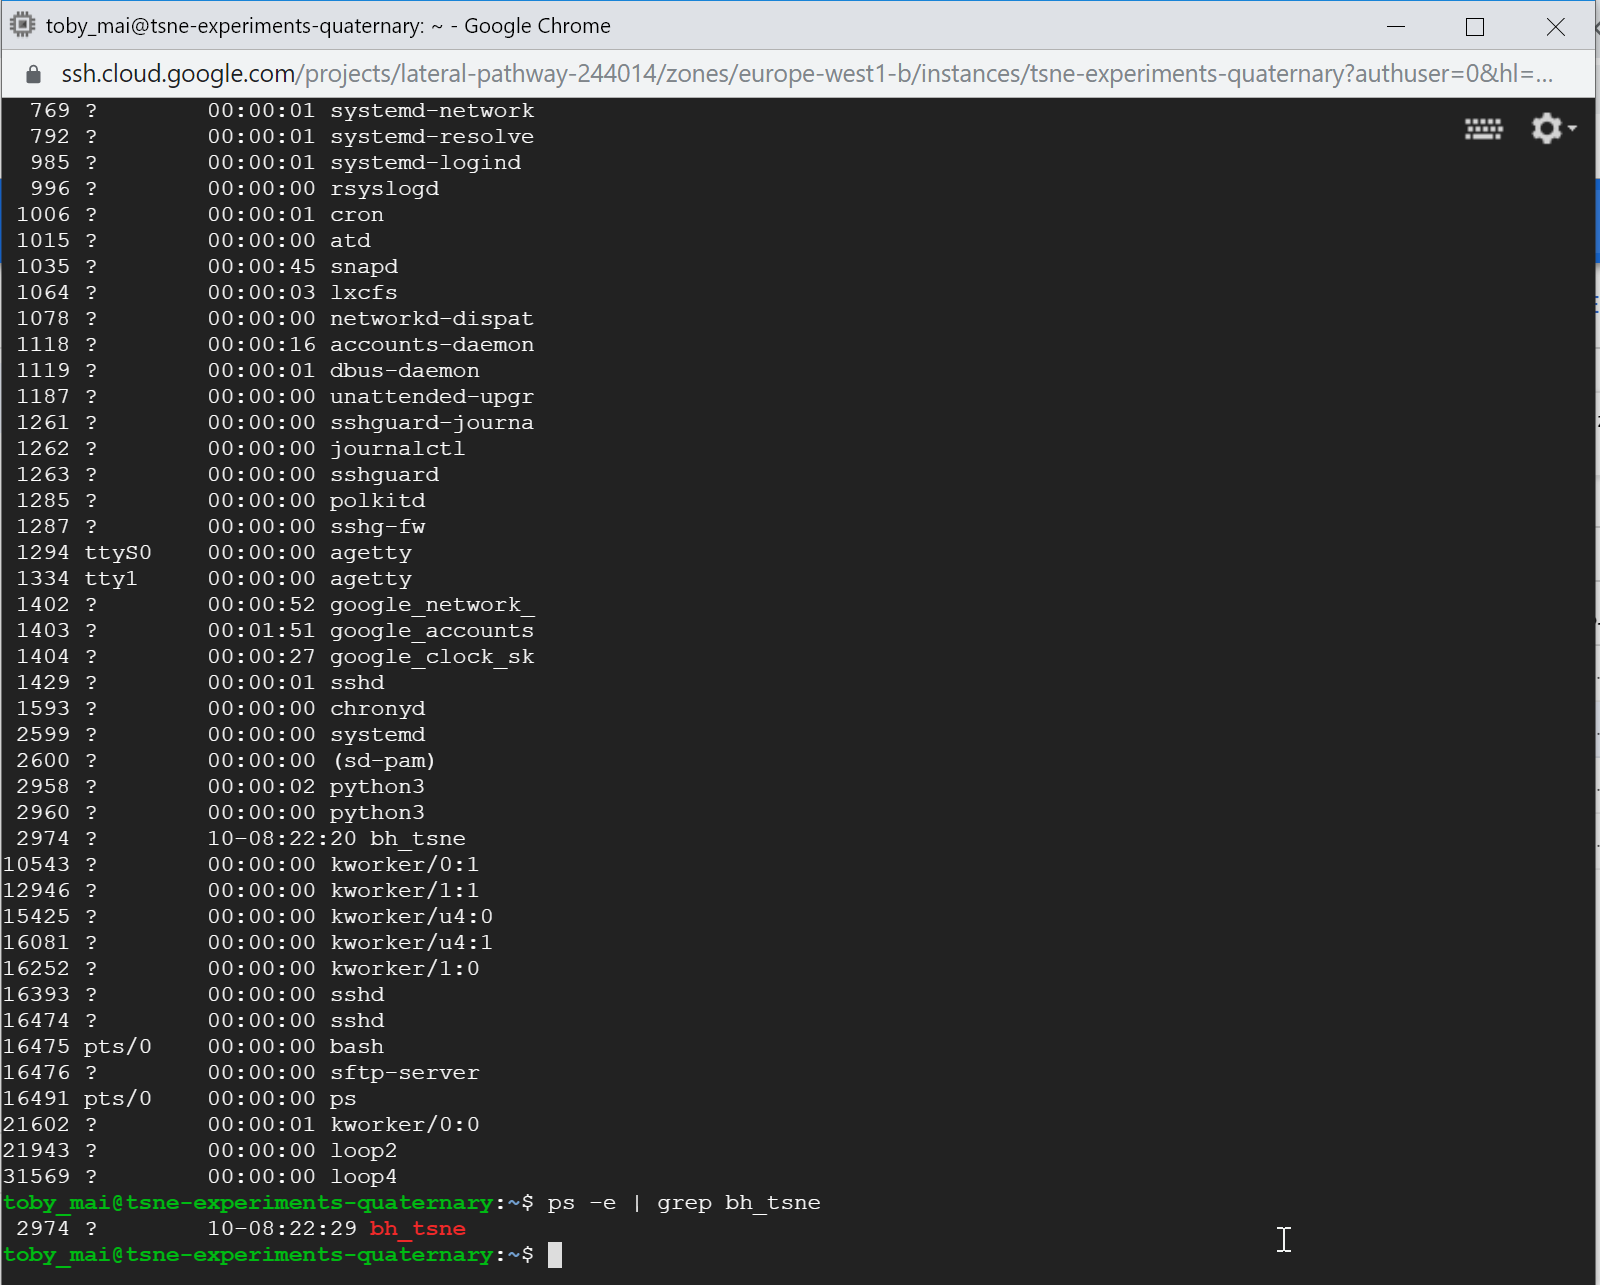 toby_mai@tsne-experiments-quaternary: ~ - Google Chrome
ssh.cloud.google.com/projects/lateral-pathway-244014/zones/europe-west1-b/instances/tsne-experiments-quaternary?authuser=0&hl=...
769 ? 00:00:01 systemd-network
792 ? 00:00:01 systemd-resolve
985 ? 00:00:01 systemd-logind
996 ? 00:00:00 rsyslogd
1006 ? 00:00:01 cron
1015 ? 00:00:00 atd
1035 ? 00:00:45 snapd
1064 ? 00:00:03 lxcfs
1078 ? 00:00:00 networkd-dispat
1118 ? 00:00:16 accounts-daemon
1119 ? 00:00:01 dbus-daemon
1187 ? 00:00:00 unattended-upgr
1261 ? 00:00:00 sshguard-journa
1262 ? 00:00:00 journalctl
1263 ? 00:00:00 sshguard
1285 ? 00:00:00 polkitd
1287 ? 00:00:00 sshg-fw
1294 ttyS0 00:00:00 agetty
1334 tty1 00:00:00 agetty
1402 ? 00:00:52 google_network_
1403 ? 00:01:51 google_accounts
1404 ? 00:00:27 google_clock_sk
1429 ? 00:00:01 sshd
1593 ? 00:00:00 chronyd
2599 ? 00:00:00 systemd
2600 ? 00:00:00 (sd-pam)
2958 ? 00:00:02 python3
2960 ? 00:00:00 python3
2974 ? 10-08:22:20 bh_tsne
10543 ? 00:00:00 kworker/0:1
12946 ? 00:00:00 kworker/1:1
15425 ? 00:00:00 kworker/u4:0
16081 ? 00:00:00 kworker/u4:1
16252 ? 00:00:00 kworker/1:0
16393 ? 00:00:00 sshd
16474 ? 00:00:00 sshd
16475 pts/0 00:00:00 bash
16476 ? 00:00:00 sftp-server
16491 pts/0 00:00:00 ps
21602 ? 00:00:01 kworker/0:0
21943 ? 00:00:00 loop2
31569 ? 00:00:00 loop4
toby_mai@tsne-experiments-quaternary:~$ ps -e | grep bh_tsne
2974 ? 10-08:22:29 bh_tsne
toby_mai@tsne-experiments-quaternary:~$